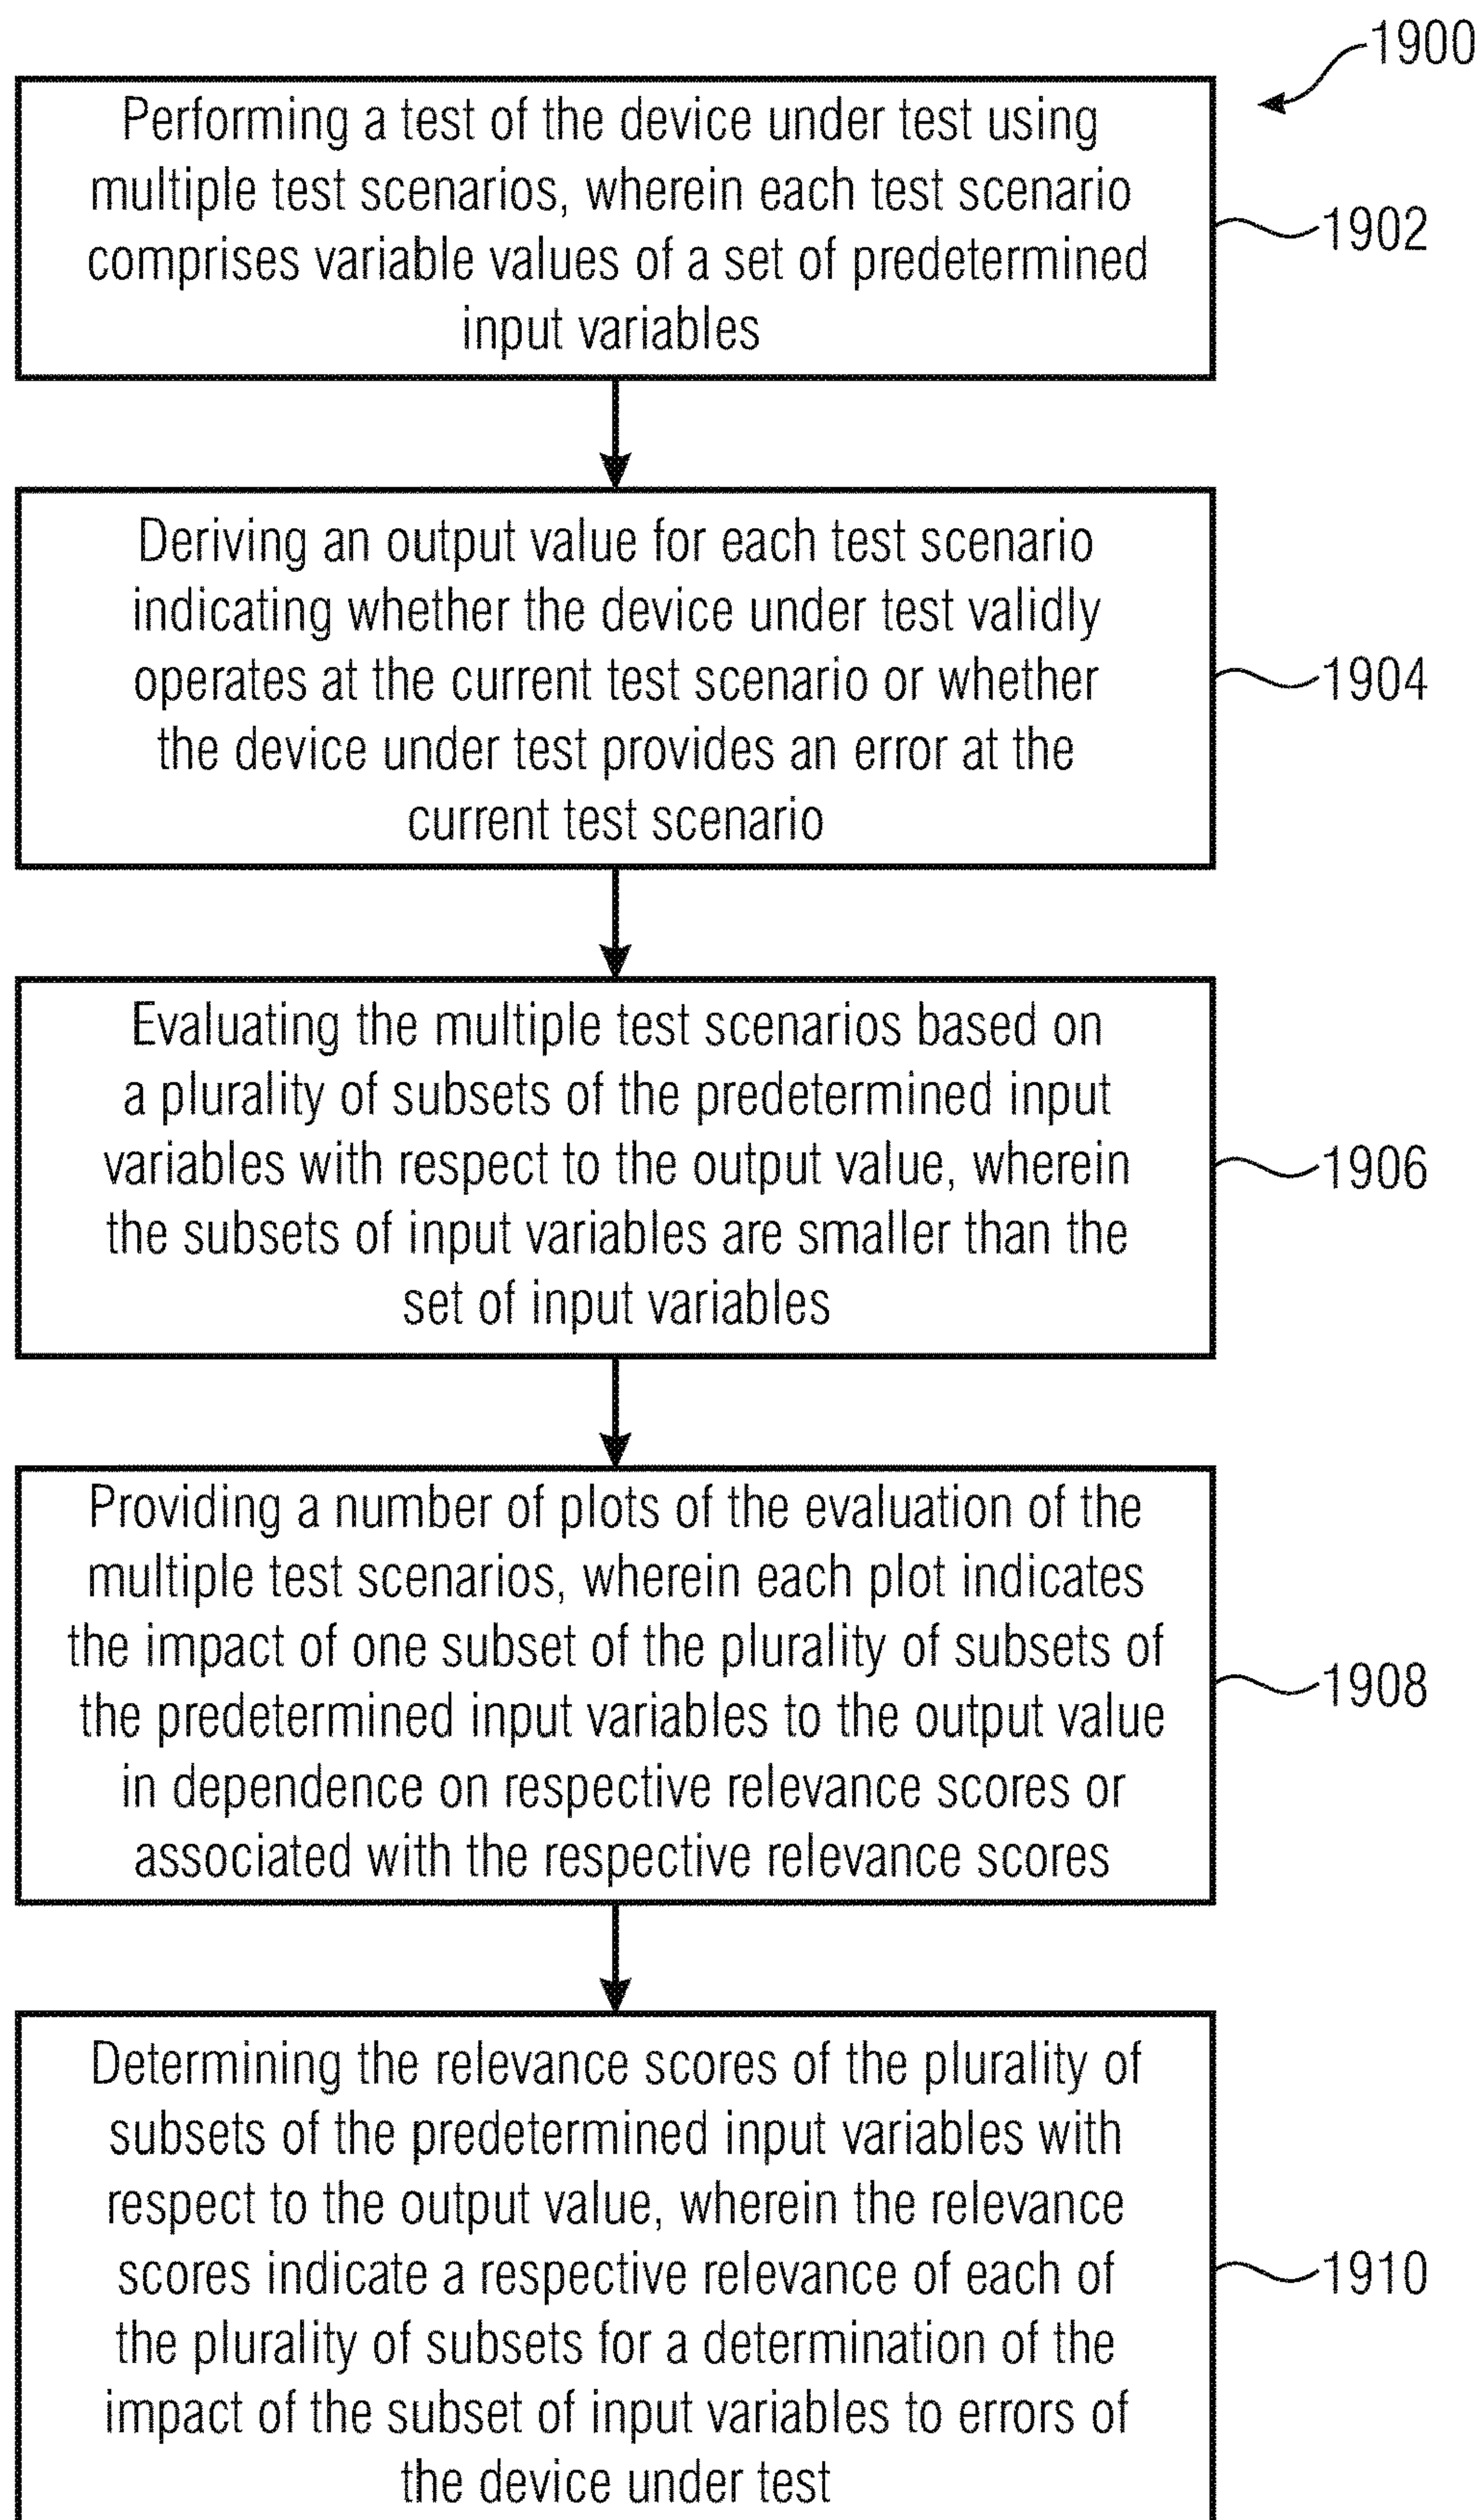 1900
Performing a test of the device under test using
multiple test scenarios, wherein each test scenario
comprises variable values of a set of predetermined
input variables
1902
Deriving an output value for each test scenario
indicating whether the device under test validly
operates at the current test scenario or whether
the device under test provides an error at the
current test scenario
1904
Evaluating the multiple test scenarios based on
a plurality of subsets of the predetermined input
variables with respect to the output value, wherein
the subsets of input variables are smaller than the
set of input variables
1906
Providing a number of plots of the evaluation of the
multiple test scenarios, wherein each plot indicates
the impact of one subset of the plurality of subsets of
the predetermined input variables to the output value
in dependence on respective relevance scores or
associated with the respective relevance scores
1908
Determining the relevance scores of the plurality of
subsets of the predetermined input variables with
respect to the output value, wherein the relevance
scores indicate a respective relevance of each of
the plurality of subsets for a determination of the
impact of the subset of input variables to errors of
the device under test
1910